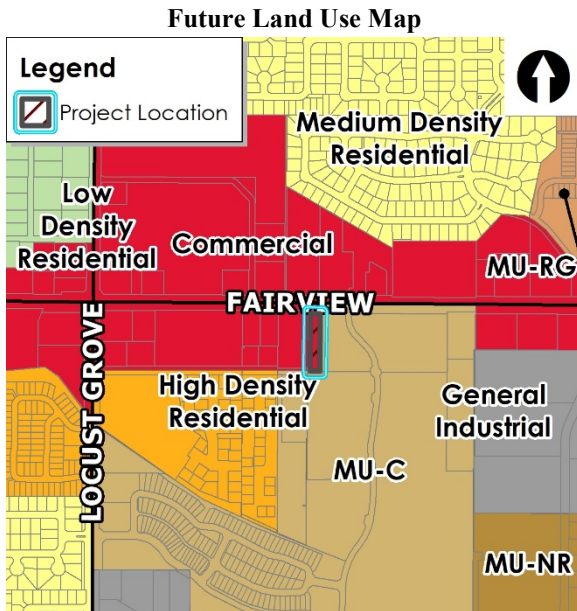 Future Land Use Map
Legend
Project Location
Medium Density
Residential
Low
Density
Residential
Commercial
MU-RG
FAIRVIEW
LOCUST GROVE
High Density
Residential
General
Industrial
MU-C
MU-NR